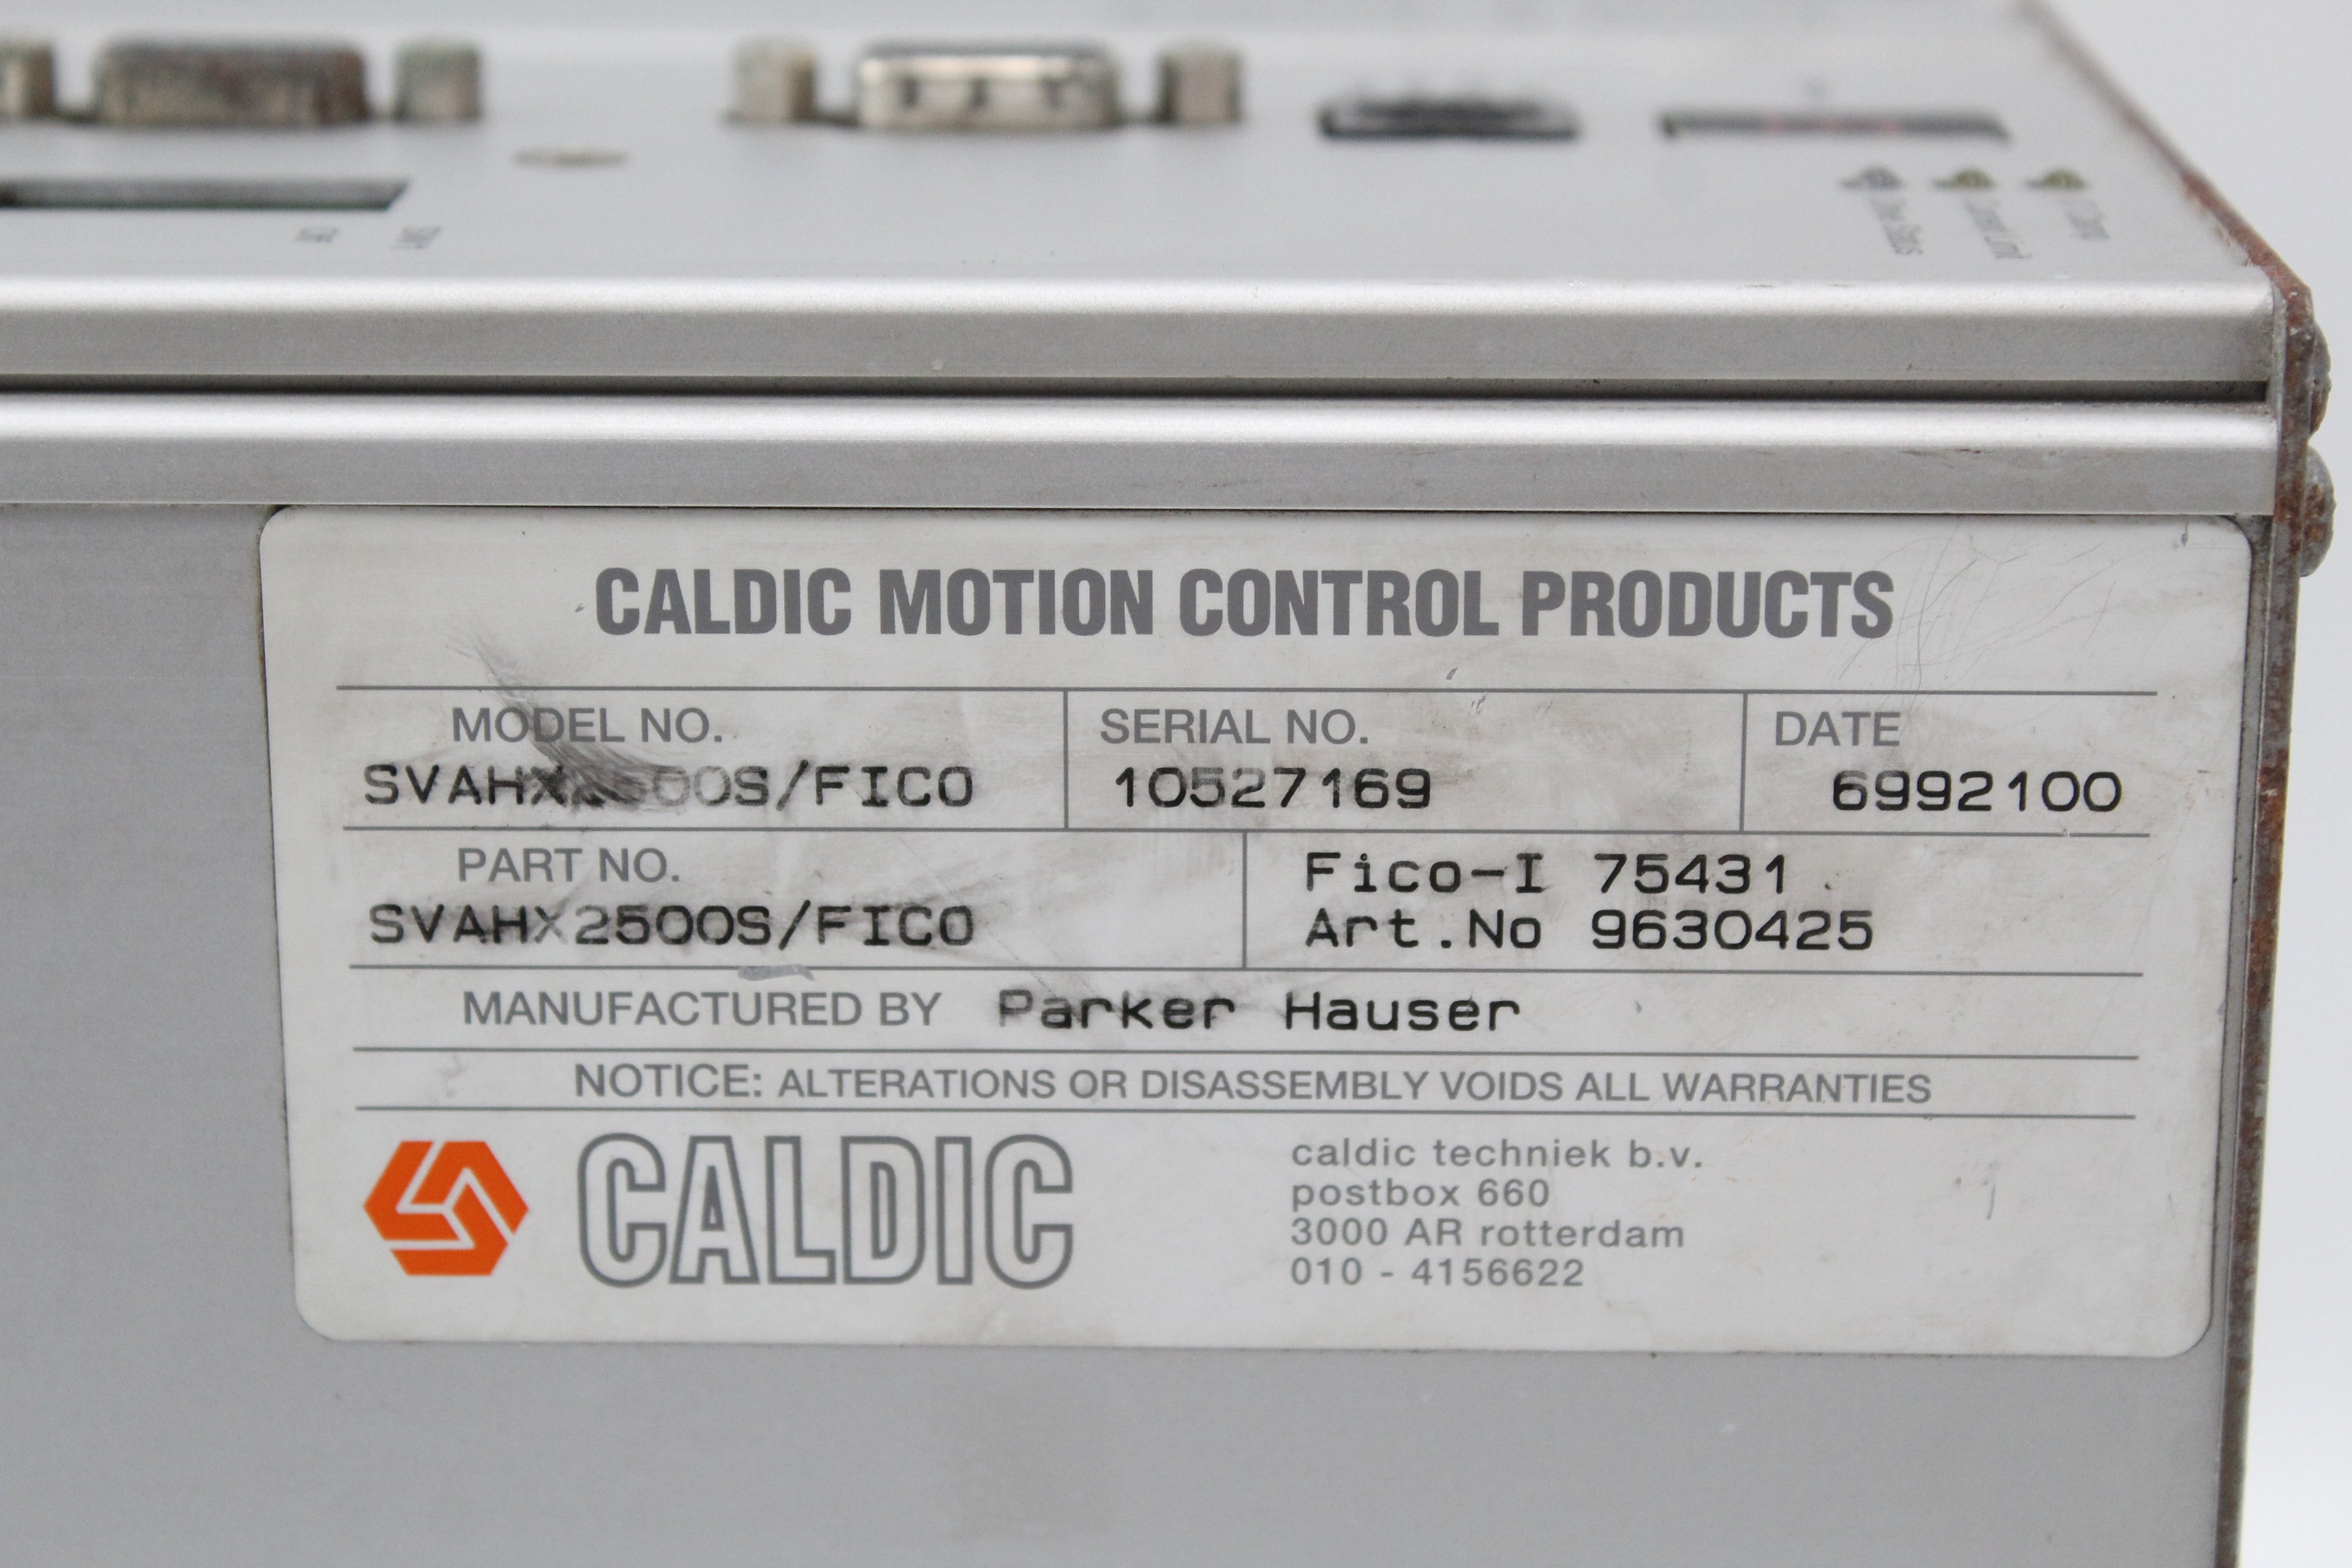 CALDIC MOTION CONTROL PRODUCTS
MODEL NO. SERIAL NO. DATE
SVAHX2500S/FICO 10527169 6992100
PART NO.
SVAHX2500S/FICO
Fico-I 75431
Art.No 9630425
MANUFACTURED BY Parker Hauser
NOTICE: ALTERATIONS OR DISASSEMBLY VOIDS ALL WARRANTIES
CALDIC
caldic techniek b.v.
postbox 660
3000 AR rotterdam
010 - 4156622